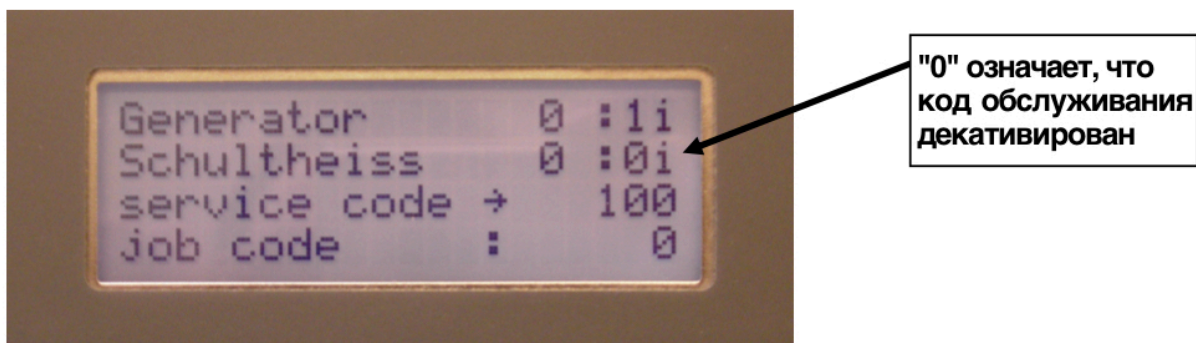 Generator 0 :1i
Schultheiss 0 :0i
service code → 100
job code : 0
"0" означает, что
код обслуживания
декативирован